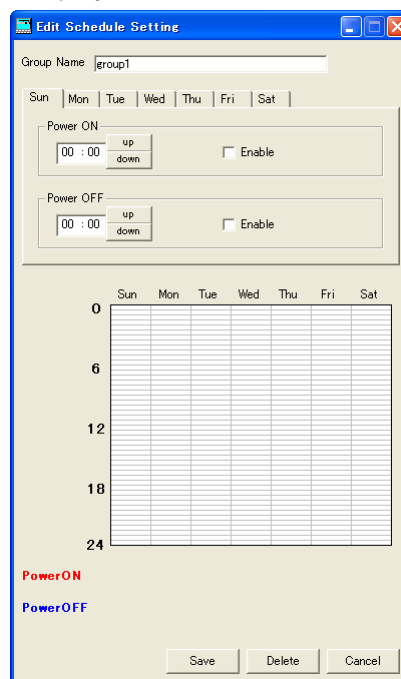 Edit Schedule Setting
Group Name group1
Sun Mon Tue Wed Thu Fri Sat
Power ON
00 : 00 up down Enable
Power OFF
00 : 00 up down Enable
Sun Mon Tue Wed Thu Fri Sat
0
6
12
18
24
PowerON
PowerOFF
Save Delete Cancel